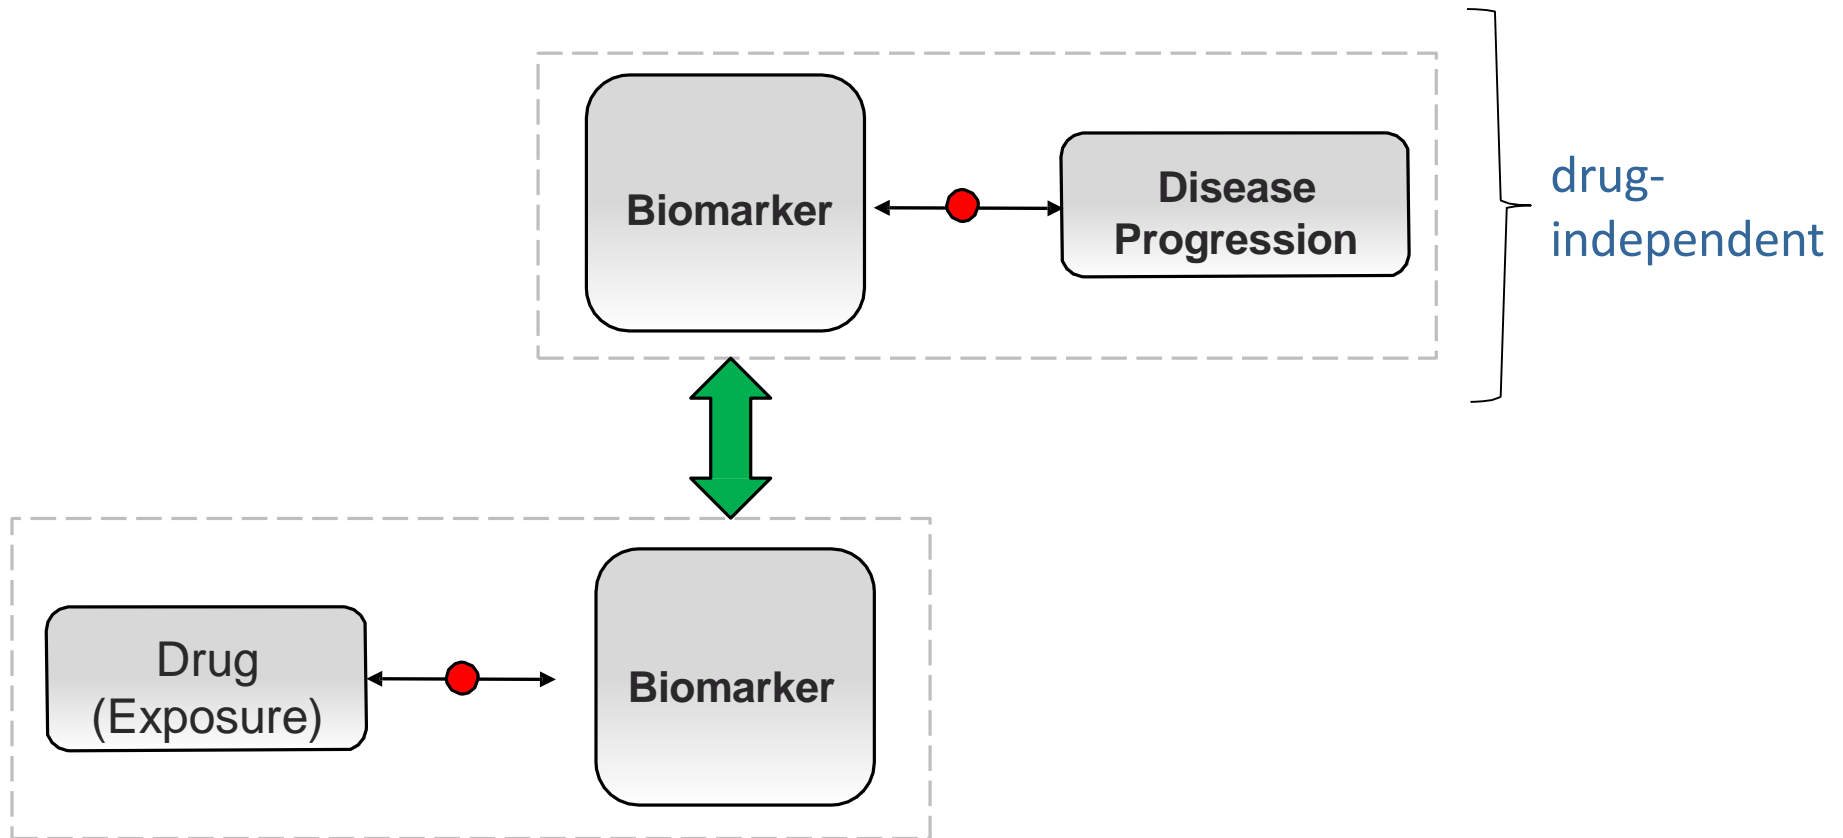 Biomarker
Disease
Progression
drug-
independent
Drug
(Exposure)
Biomarker